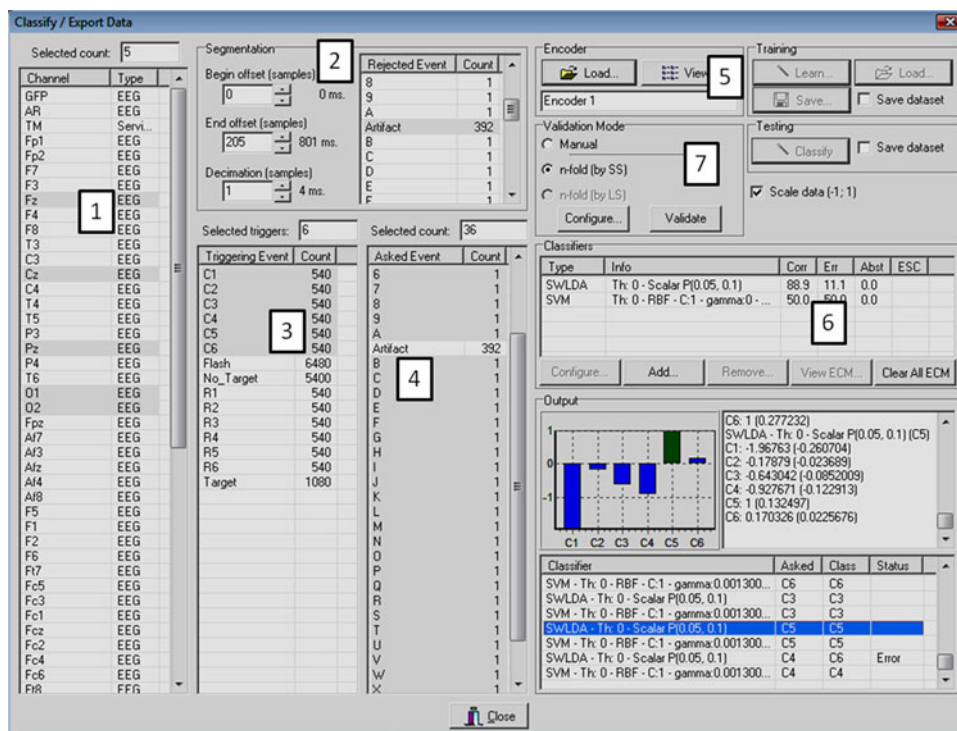 Classify / Export Data
Selected count: 5
Channel Type
GFP EEG
AR EEG
TM Servi...
Fp1 EEG
Fp2 EEG
F7 EEG
F3 EEG
Fz EEG
F4 EEG
F8 EEG
T3 EEG
C3 EEG
Cz EEG
C4 EEG
T4 EEG
T5 EEG
P3 EEG
Pz EEG
P4 EEG
T6 EEG
O1 EEG
O2 EEG
Fpz EEG
Af7 EEG
Af3 EEG
Afz EEG
Af4 EEG
Af8 EEG
F5 EEG
F1 EEG
F2 EEG
F6 EEG
Ft7 EEG
Fc5 EEG
Fc3 EEG
Fc1 EEG
Fcz EEG
Fc2 EEG
Fc4 EEG
Fc6 EEG
Ft8 EEG
1
Segmentation
2
Begin offset (samples)
0 0 ms.
End offset (samples)
205 801 ms.
Decimation (samples)
1 4 ms.
Rejected Event Count
8 1
9 1
A 1
Artifact 392
B 1
C 1
D 1
E 1
F 1
Selected triggers: 6
Triggering Event Count
C1 540
C2 540
C3 540
C4 540
C5 540
C6 540
Flash 6480
No_Target 5400
R1 540
R2 540
R3 540
R4 540
R5 540
R6 540
Target 1080
3
Selected count: 36
Asked Event Count
6 1
7 1
8 1
9 1
A 1
Artifact 392
B 1
C 1
D 1
E 1
F 1
G 1
H 1
I 1
J 1
K 1
L 1
M 1
N 1
O 1
P 1
Q 1
R 1
S 1
T 1
U 1
V 1
W 1
X 1
4
Encoder
Load... View
5
Encoder 1
Validation Mode
Manual
n-fold (by SS)
n-fold (by LS)
7
Configure... Validate
Training
Learn... Load...
Save... Save dataset
Testing
Classify Save dataset
Scale data (-1; 1)
Classifiers
Type Info Corr Err Abst ESC
SWLDA Th: 0 - Scalar P(0.05, 0.1) 88.9 11.1 0.0
SVM Th: 0 - RBF - C:1 - gamma:0 - ... 50.0 50.0 0.0
6
Configure... Add... Remove... View ECM... Clear All ECM
Output
1
0
-1
C1 C2 C3 C4 C5 C6
C6: 1 (0.277232)
SWLDA - Th: 0 - Scalar P(0.05, 0.1) (C5)
C1: -1.96763 (-0.260704)
C2: -0.17879 (-0.023689)
C3: -0.643042 (-0.0852009)
C4: -0.927671 (-0.122913)
C5: 1 (0.132497)
C6: 0.170326 (0.0225676)
Classifier Asked Class Status
SVM - Th: 0 - RBF - C:1 - gamma:0.001300... C6 C6
SWLDA - Th: 0 - Scalar P(0.05, 0.1) C3 C3
SVM - Th: 0 - RBF - C:1 - gamma:0.001300... C3 C3
SWLDA - Th: 0 - Scalar P(0.05, 0.1) C5 C5
SVM - Th: 0 - RBF - C:1 - gamma:0.001300... C5 C5
SWLDA - Th: 0 - Scalar P(0.05, 0.1) C4 C6 Error
SVM - Th: 0 - RBF - C:1 - gamma:0.001300... C4 C4
Close